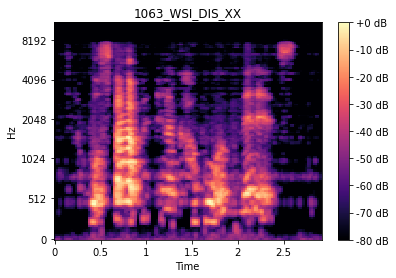 1063_WSI_DIS_XX
+0 dB
8192
-10 dB
4096
-20 dB
-30 dB
2048
-40 dB
Hz
1024
-50 dB
512
-60 dB
-70 dB
0
-80 dB
0 0.5 1 1.5 2 2.5
Time